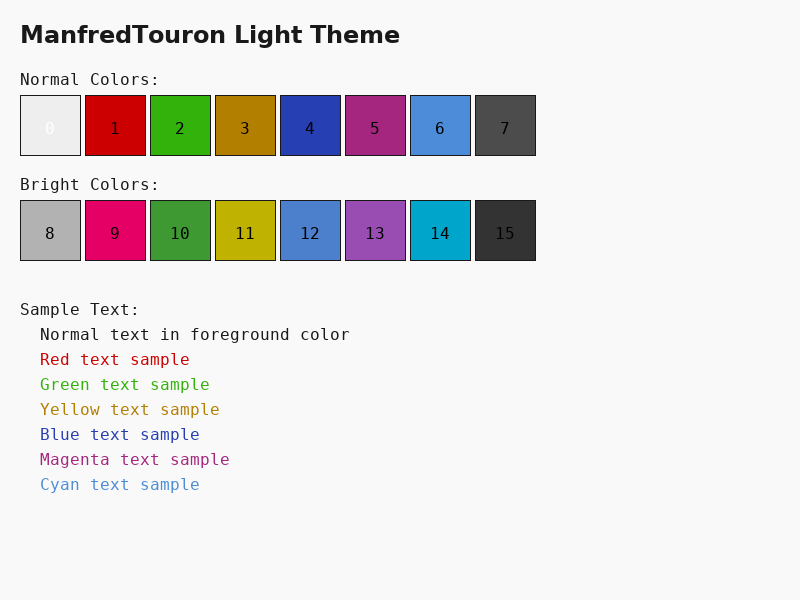 ManfredTouron Light Theme
Normal Colors:
0 1 2 3 4 5 6 7
Bright Colors:
8 9 10 11 12 13 14 15
Sample Text:
Normal text in foreground color
Red text sample
Green text sample
Yellow text sample
Blue text sample
Magenta text sample
Cyan text sample